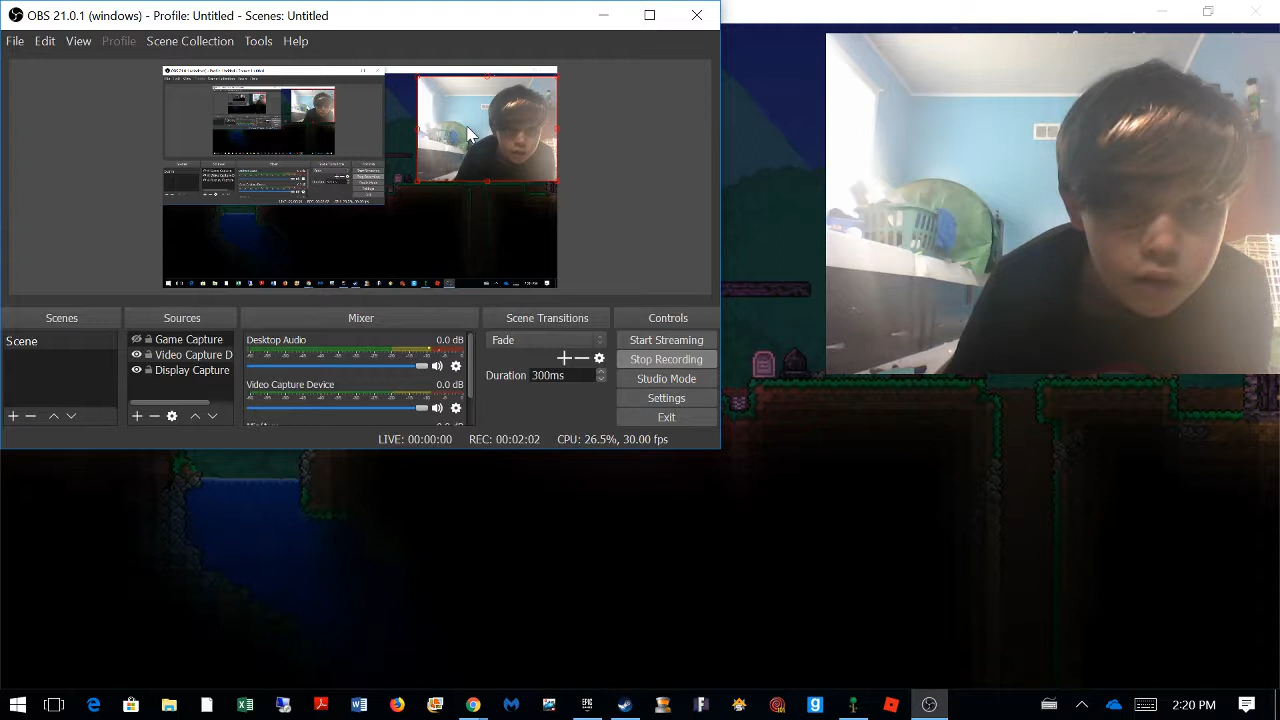 OBS 21.0.1 (windows) - Profile: Untitled - Scenes: Untitled
File Edit View Profile Scene Collection Tools Help
Scenes Sources Mixer Scene Transitions Controls
Scene
Game Capture
Video Capture D
Display Capture
Desktop Audio 0.0 dB
Video Capture Device 0.0 dB
Fade
Duration 300ms
Start Streaming
Stop Recording
Studio Mode
Settings
Exit
LIVE: 00:00:00 REC: 00:02:02 CPU: 26.5%, 30.00 fps
2:20 PM